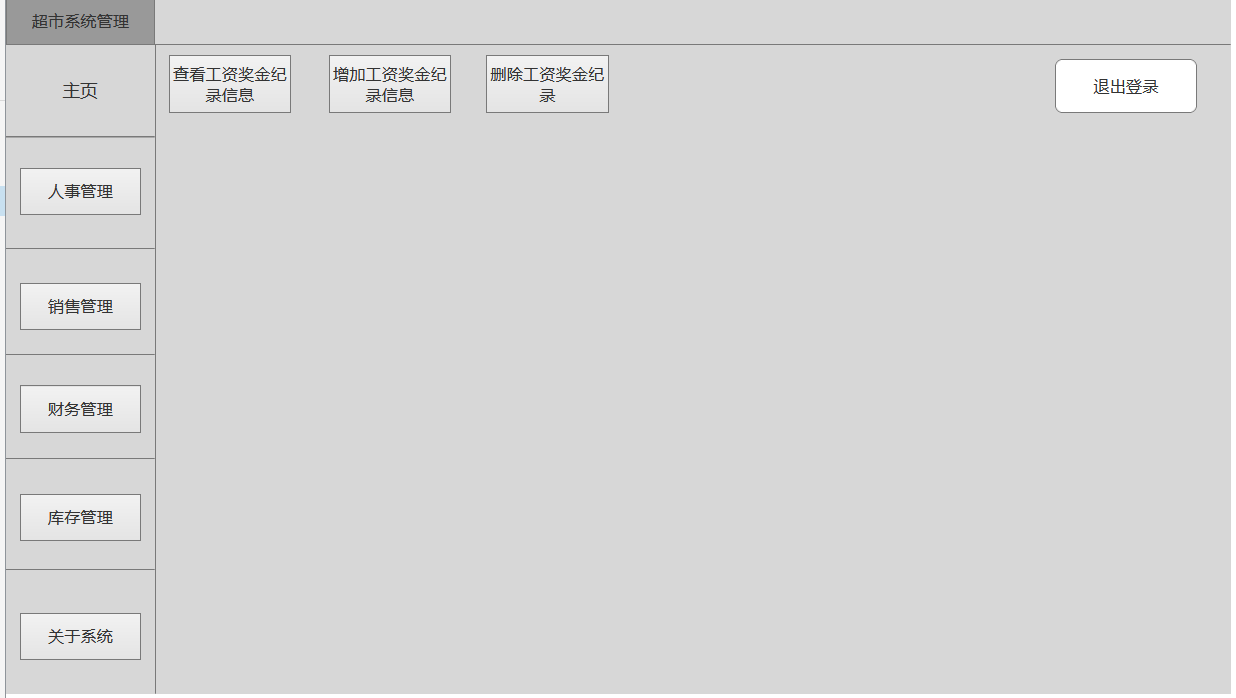 超市系统管理
主页
查看工资奖金纪
录信息
增加工资奖金纪
录信息
删除工资奖金纪
录
退出登录
人事管理
销售管理
财务管理
库存管理
关于系统